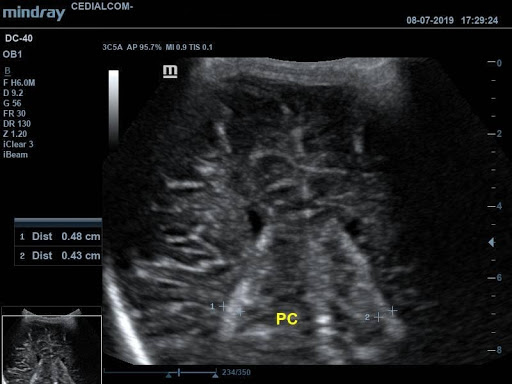 mindray
CEDIALCOM-
08-07-2019 17:29:24
DC-40
OB1
3C5A AP 95.7% MI 0.9 TIS 0.1
B
F H6.0M
D 9.2
G 56
FR 30
DR 130
Z 1.20
iClear 3
iBeam
m
0
2
4
6
8
1 Dist 0.48 cm
2 Dist 0.43 cm
1
2
PC
234/350